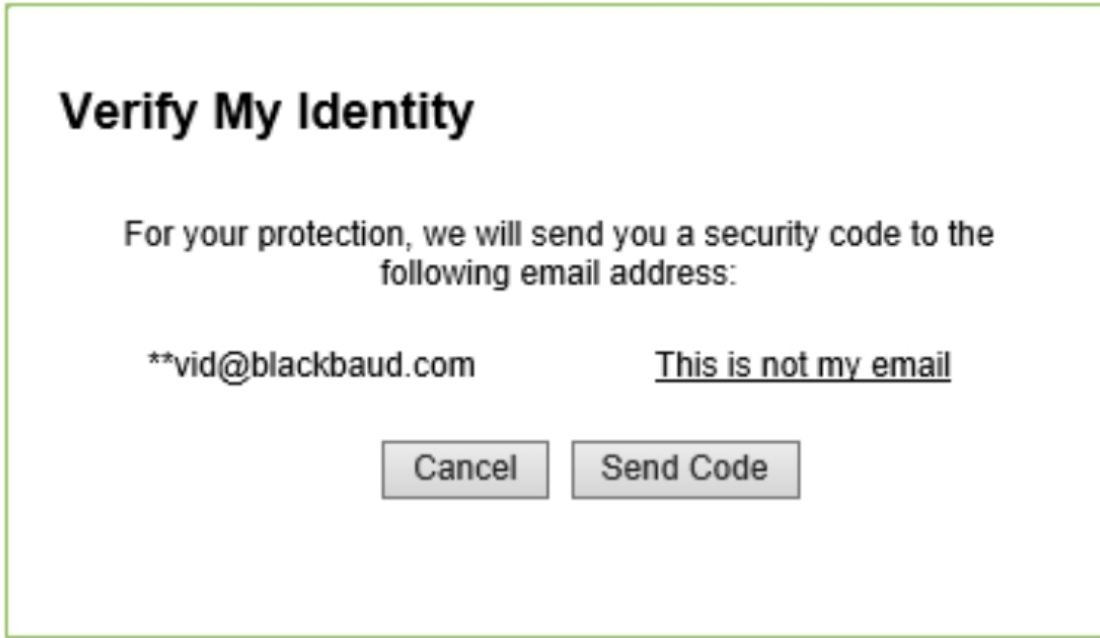 Verify My Identity
For your protection, we will send you a security code to the
following email address:
**vid@blackbaud.com This is not my email
Cancel Send Code